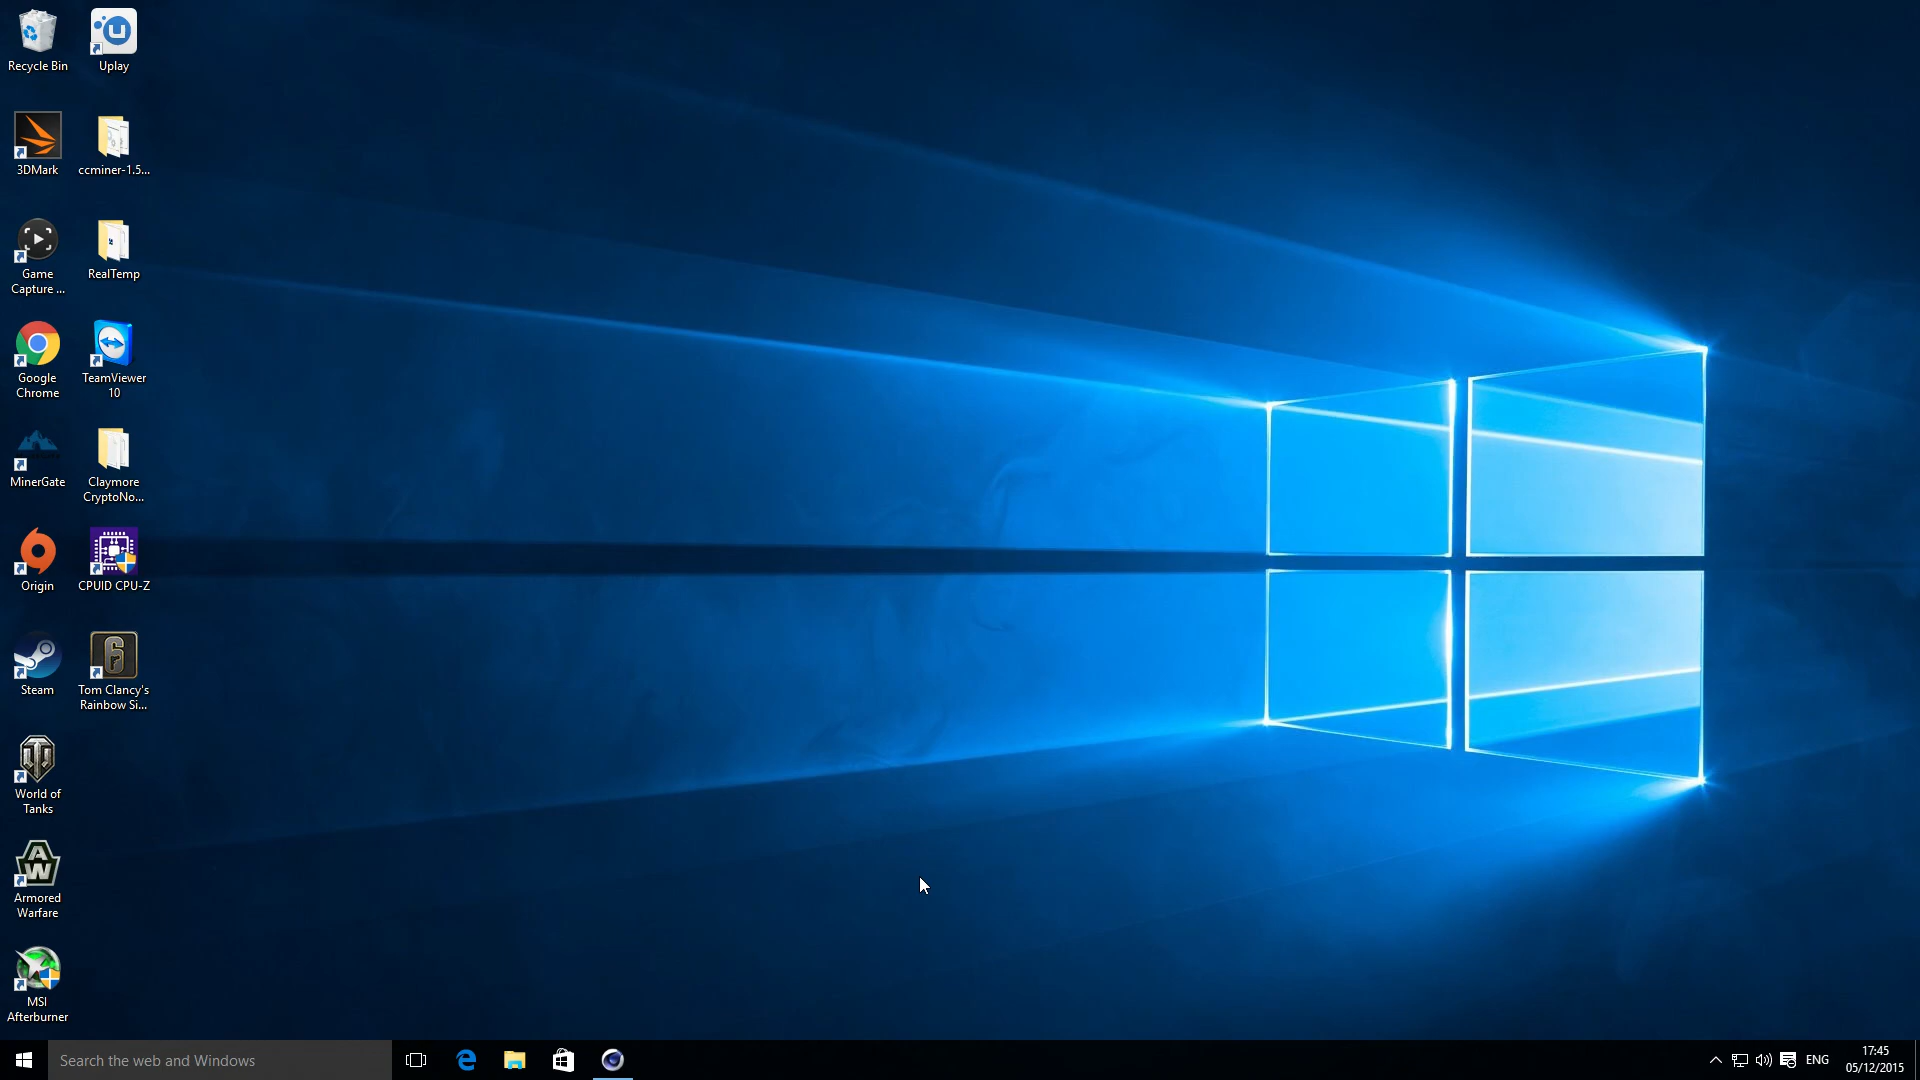 Recycle Bin
Uplay
3DMark
ccminer-1.5...
Game
Capture ...
RealTemp
Google
Chrome
TeamViewer
10
MinerGate
Claymore
CryptoNo...
Origin
CPUID CPU-Z
Steam
Tom Clancy's
Rainbow Si...
World of
Tanks
AW
Armored
Warfare
MSI
Afterburner
Search the web and Windows
ENG
17:45
05/12/2015